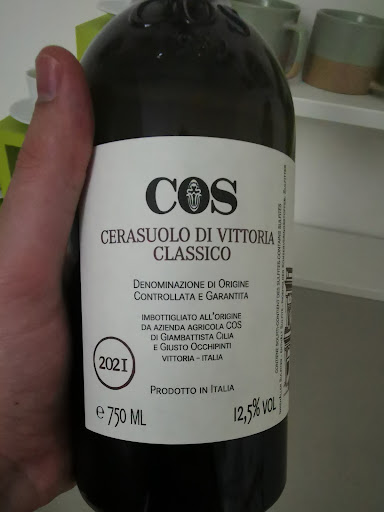 COS
CERASUOLO DI VITTORIA
CLASSICO
DENOMINAZIONE DI ORIGINE
CONTROLLATA E GARANTITA
IMBOTTIGLIATO ALL'ORIGINE
DA AZIENDA AGRICOLA COS
DI GIAMBATTISTA CILIA
E GIUSTO OCCHIPINTI
VITTORIA - ITALIA
2021
PRODOTTO IN ITALIA
e 750 ML
12,5% VOL